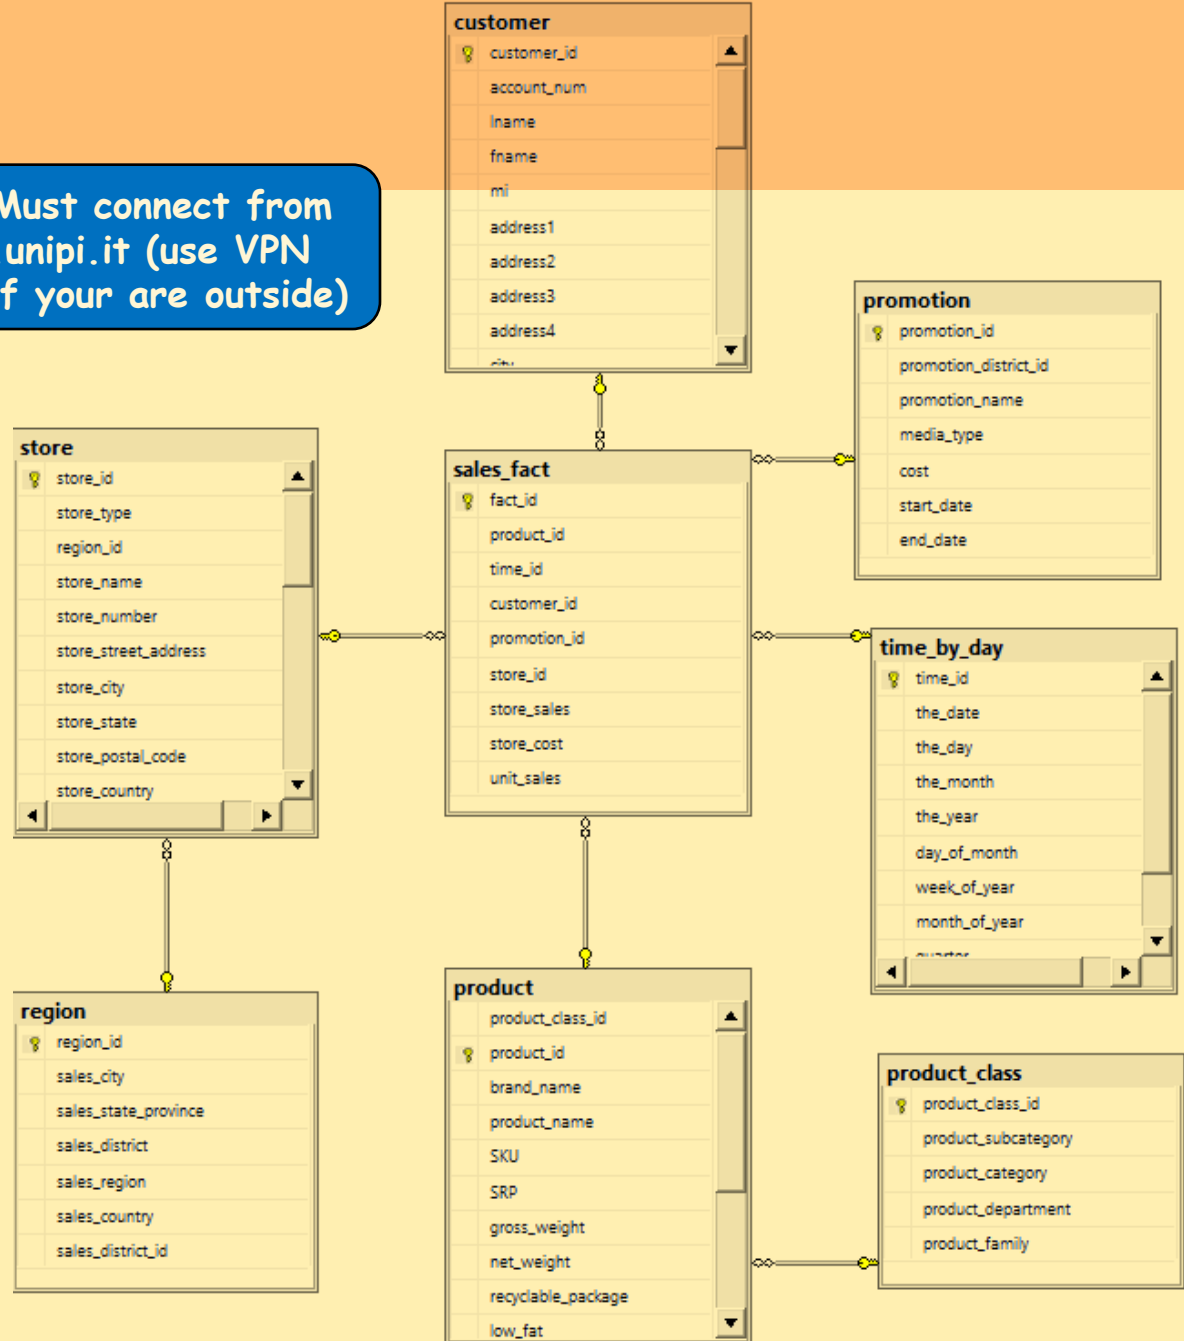 customer
customer_id
account_num
lname
fname
mi
address1
address2
address3
address4
city
Must connect from
unipi.it (use VPN
if your are outside)
promotion
promotion_id
promotion_district_id
promotion_name
media_type
cost
start_date
end_date
store
store_id
store_type
region_id
store_name
store_number
store_street_address
store_city
store_state
store_postal_code
store_country
sales_fact
fact_id
product_id
time_id
customer_id
promotion_id
store_id
store_sales
store_cost
unit_sales
time_by_day
time_id
the_date
the_day
the_month
the_year
day_of_month
week_of_year
month_of_year
quarter
region
region_id
sales_city
sales_state_province
sales_district
sales_region
sales_country
sales_district_id
product
product_class_id
product_id
brand_name
product_name
SKU
SRP
gross_weight
net_weight
recyclable_package
low_fat
product_class
product_class_id
product_subcategory
product_category
product_department
product_family